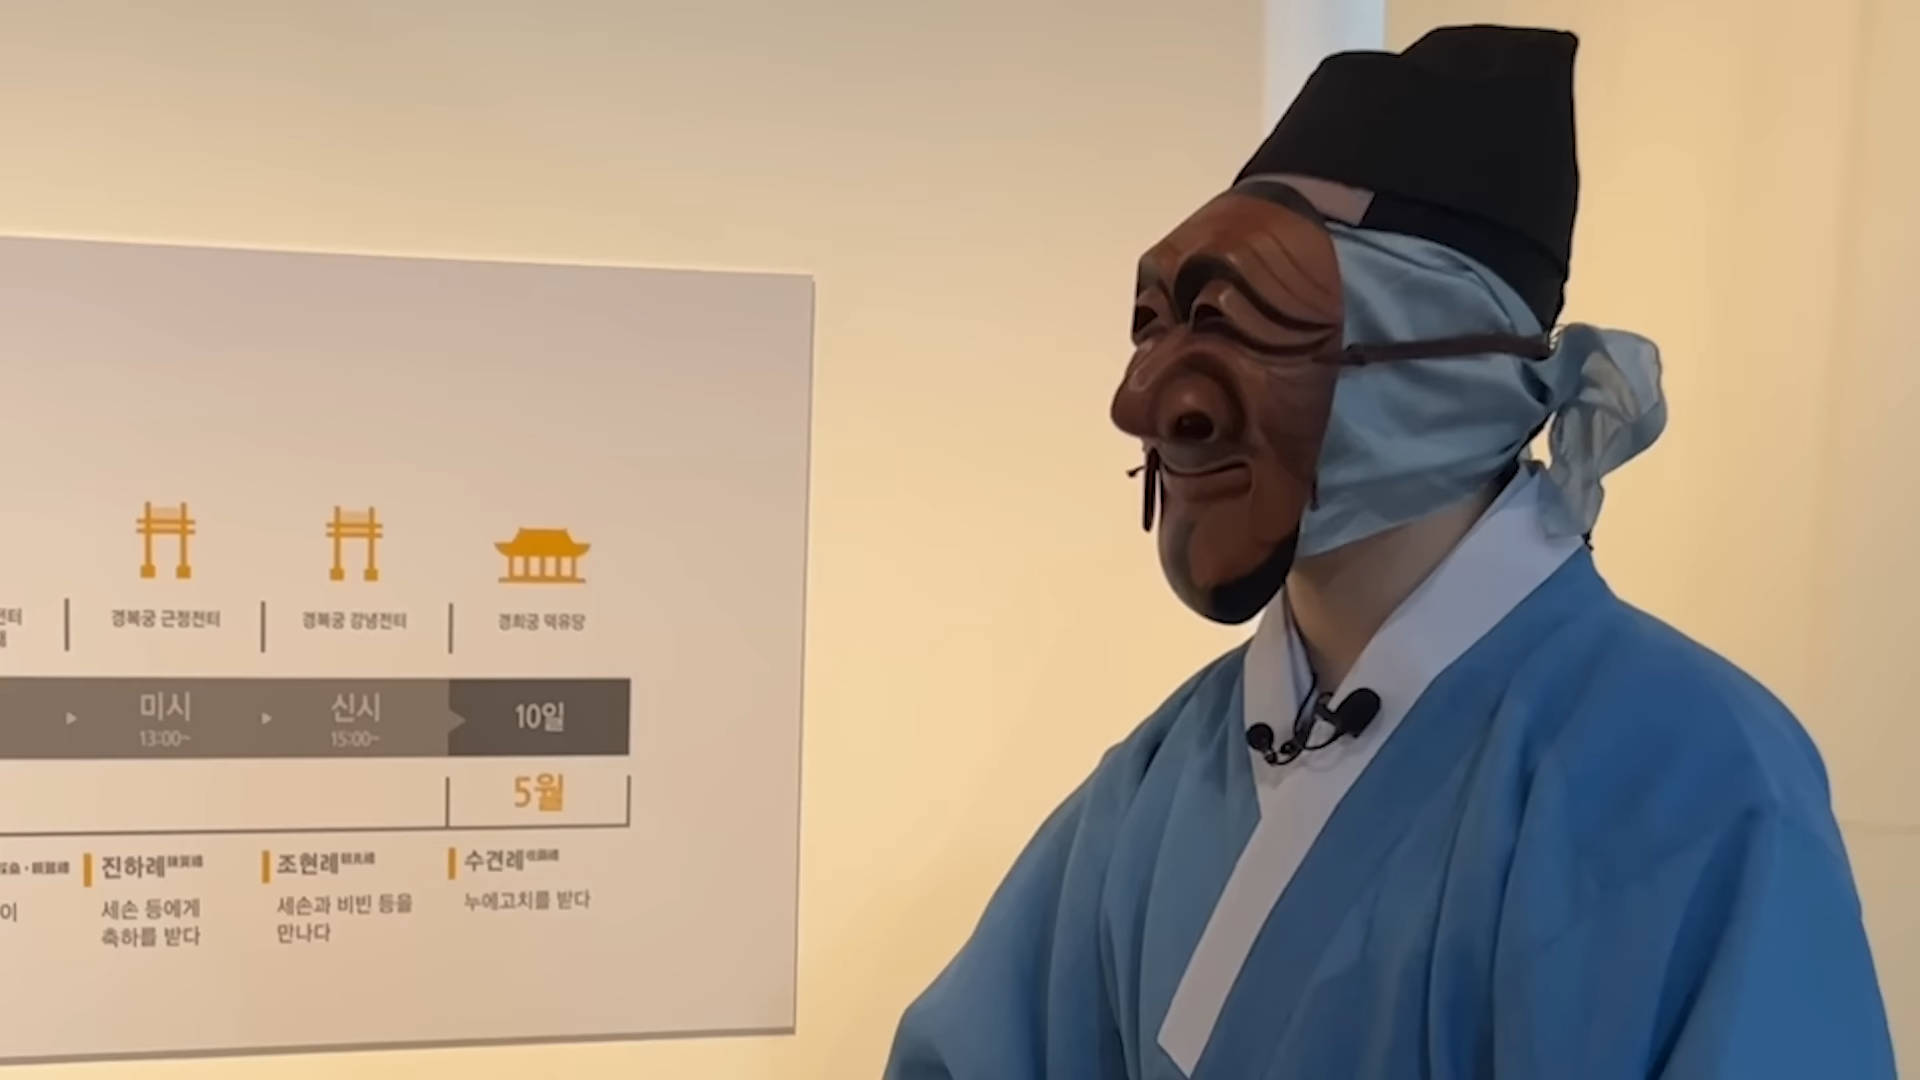 경복궁 근정전터
경복궁 강녕전터
경희궁 덕유당
미시
13:00~
신시
15:00~
10일
5월
진하례
세손 등에게
축하를 받다
조현례
세손과 비빈 등을
만나다
수견례
누에고치를 받다